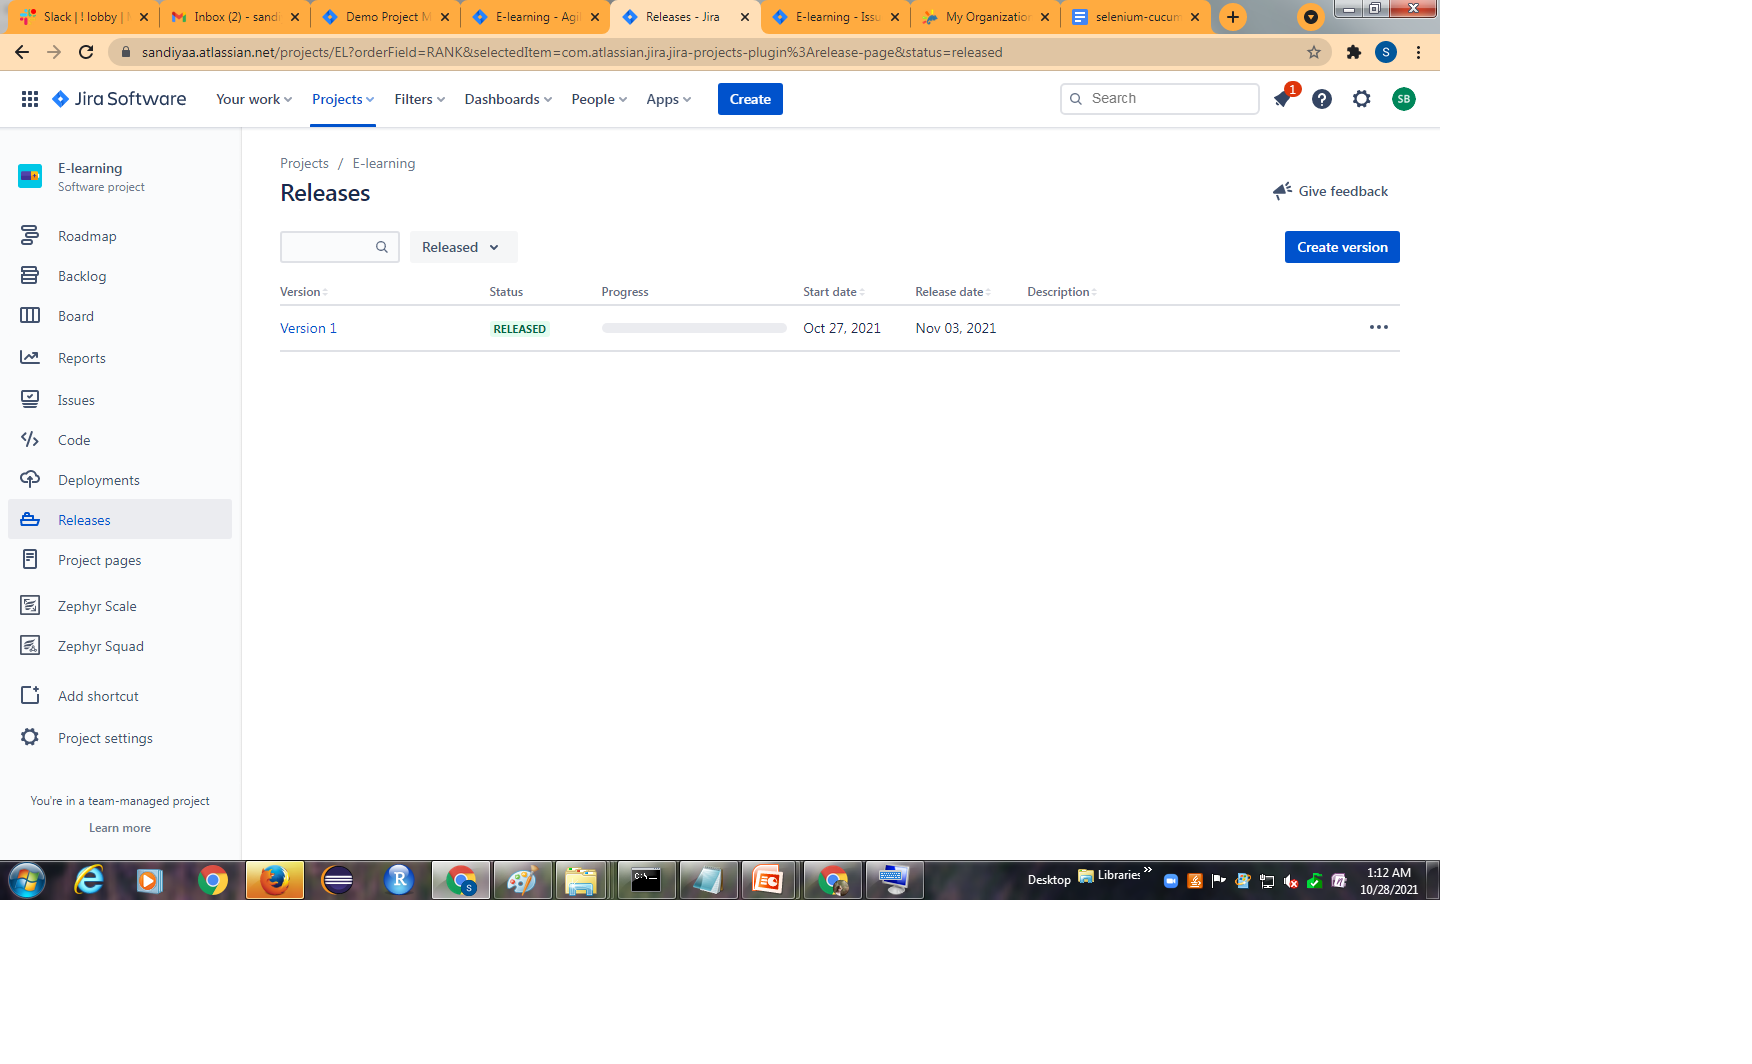 Slack | ! lobby |
Inbox (2) - sand
Demo Project M
E-learning - Agil
Releases - Jira
E-learning - Issu
My Organization
selenium-cucum
sandiyaa.atlassian.net/projects/EL?orderField=RANK&selectedItem=com.atlassian.jira.jira-projects-plugin%3Arelease-page&status=released
S
Jira Software
Your work
Projects
Filters
Dashboards
People
Apps
Create
Search
1
SB
E-learning
Software project
Roadmap
Backlog
Board
Reports
Issues
Code
Deployments
Releases
Project pages
Zephyr Scale
Zephyr Squad
Add shortcut
Project settings
You're in a team-managed project
Learn more
Projects / E-learning
Releases
Give feedback
Released
Create version
Version Status Progress Start date Release date Description
Version 1 RELEASED Oct 27, 2021 Nov 03, 2021
R
S
C:\._
Desktop
Libraries
1:12 AM
10/28/2021